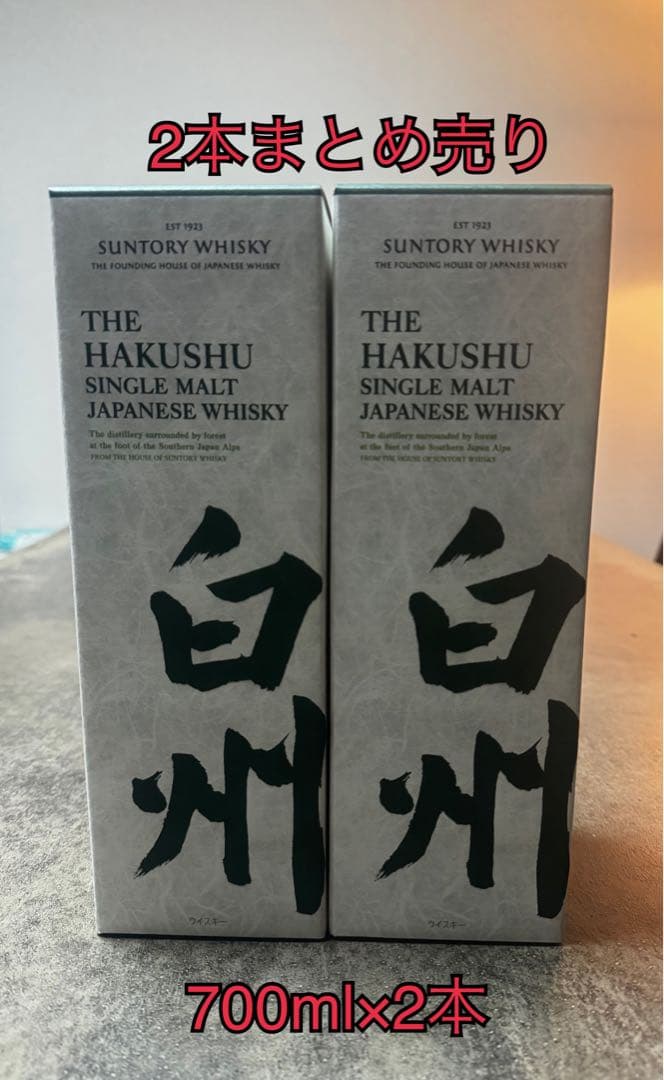 2本まとめ売り
EST 1923
SUNTORY WHISKY
THE FOUNDING HOUSE OF JAPANESE WHISKY
THE
HAKUSHU
SINGLE MALT
JAPANESE WHISKY
The distillery surrounded by forest
at the foot of the Southern Japan Alps
FROM THE HOUSE OF SUNTORY WHISKY
白州
ウイスキー
EST 1923
SUNTORY WHISKY
THE FOUNDING HOUSE OF JAPANESE WHISKY
THE
HAKUSHU
SINGLE MALT
JAPANESE WHISKY
The distillery surrounded by forest
at the foot of the Southern Japan Alps
FROM THE HOUSE OF SUNTORY WHISKY
白州
ウイスキー
700ml×2本